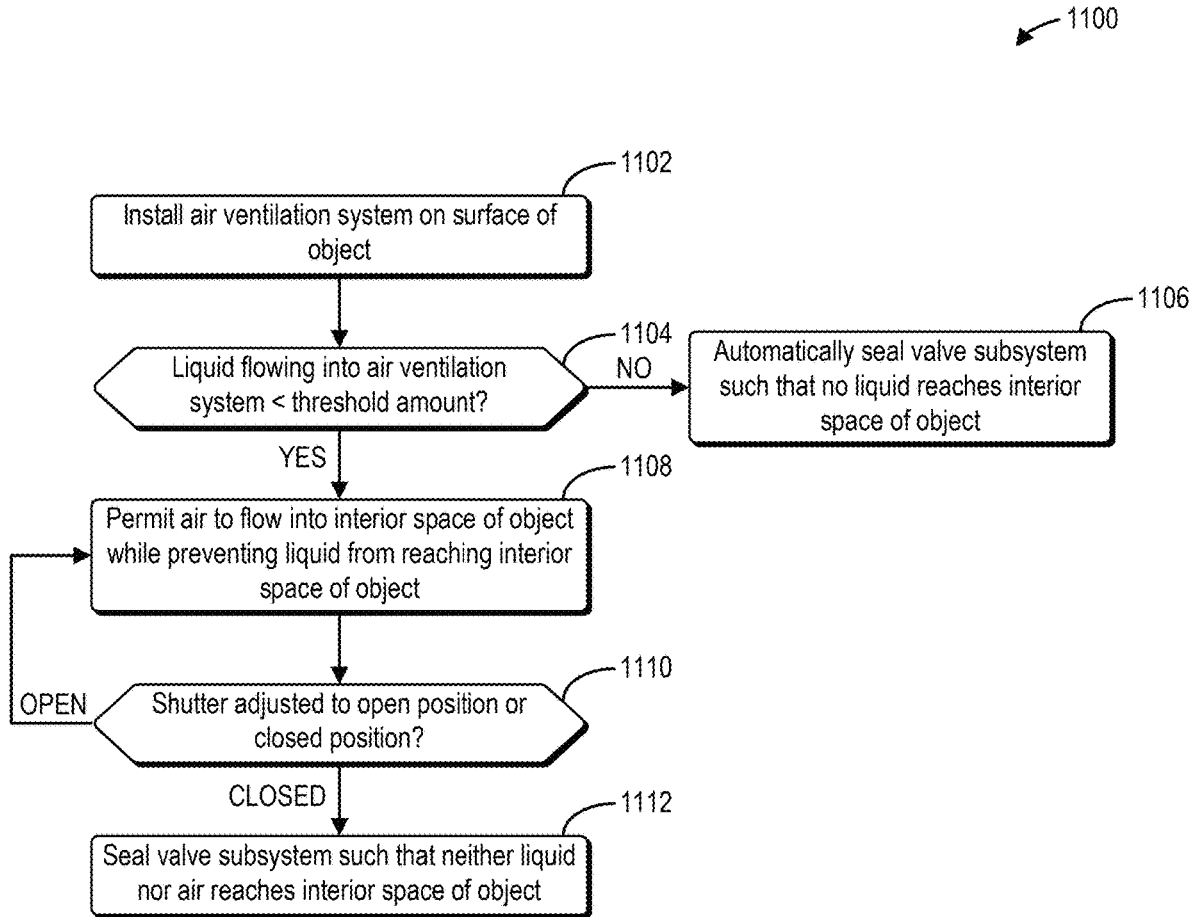 1100
1102
Install air ventilation system on surface of
object
1104
Liquid flowing into air ventilation
system < threshold amount?
NO
1106
Automatically seal valve subsystem
such that no liquid reaches interior
space of object
YES
1108
Permit air to flow into interior space of object
while preventing liquid from reaching interior
space of object
1110
OPEN
Shutter adjusted to open position or
closed position?
CLOSED
1112
Seal valve subsystem such that neither liquid
nor air reaches interior space of object